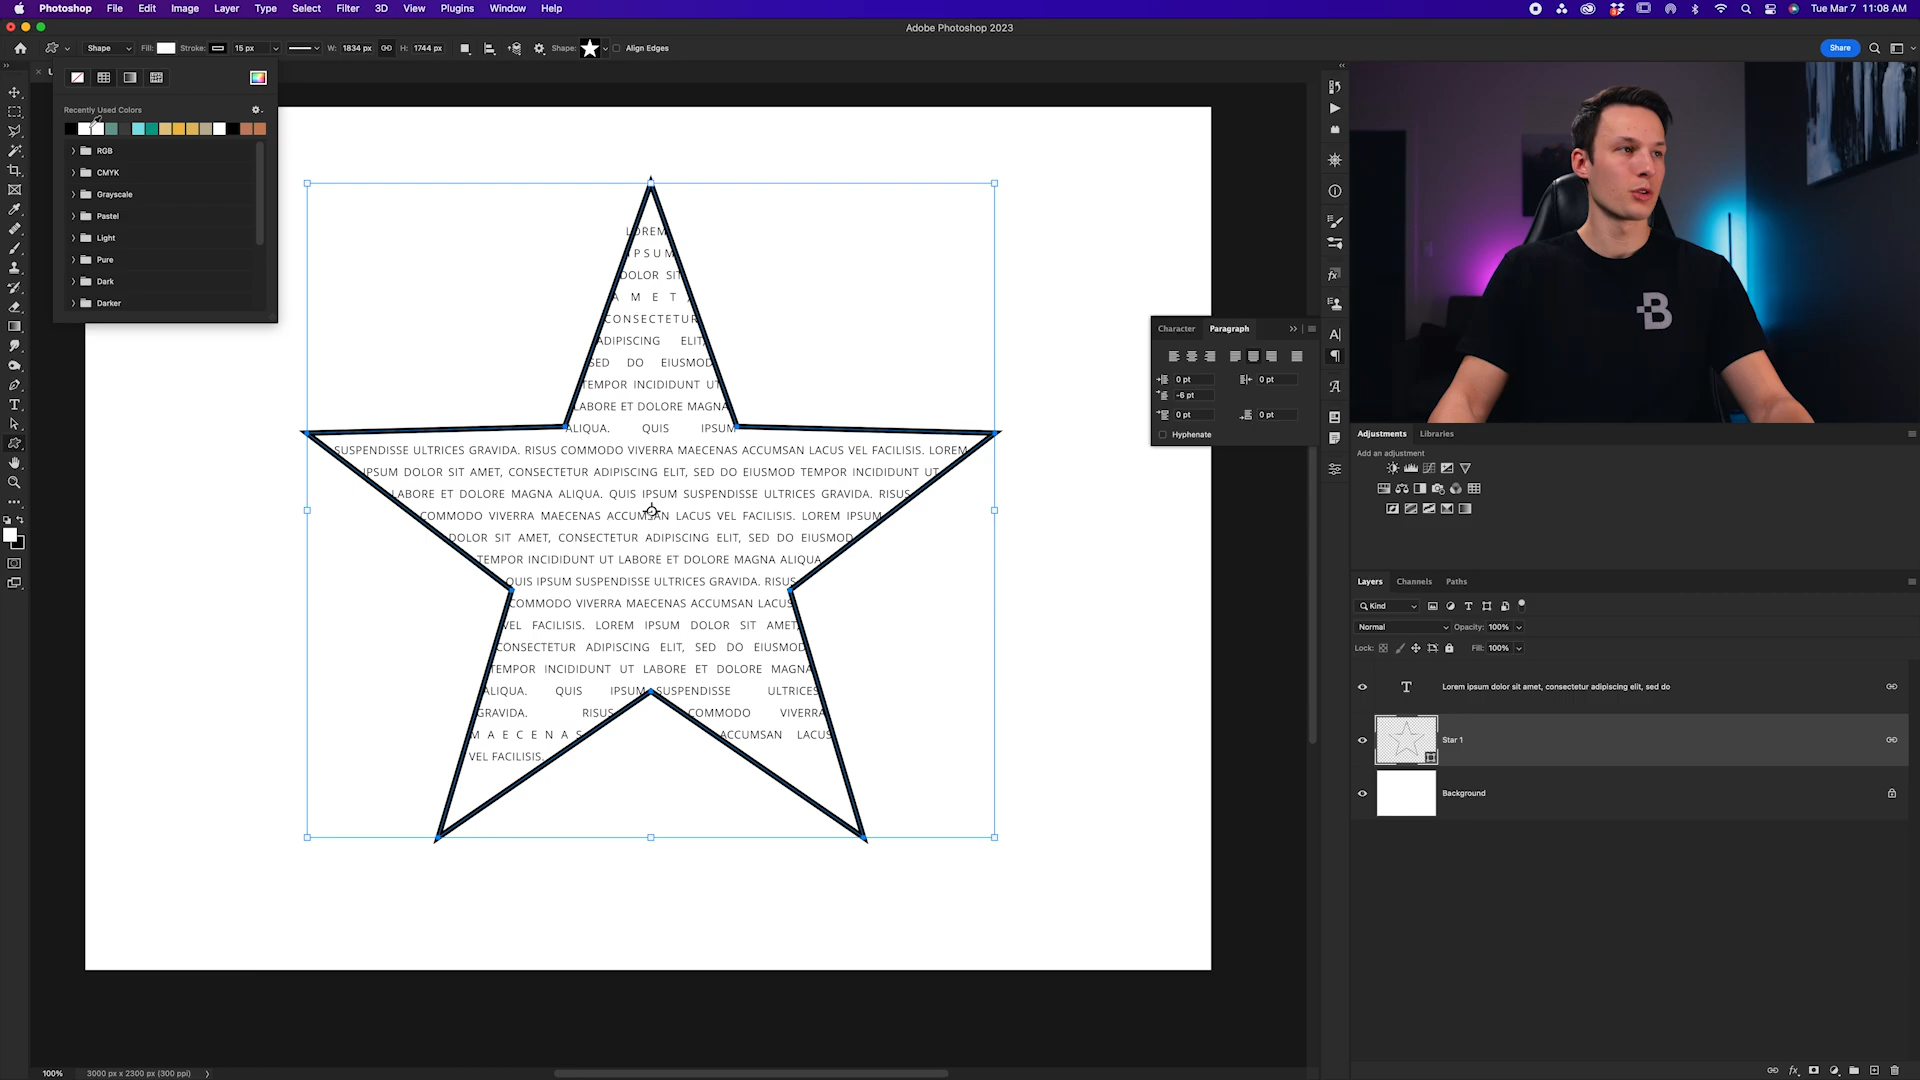 Photoshop File Edit Image Layer Type Select Filter 3D View Plugins Window Help
Tue Mar 7 11:08 AM
Adobe Photoshop 2023
Shape Fill: Stroke: 15 px W: 1834 px H: 1744 px Shape: Align Edges
Share
Recently Used Colors
RGB
CMYK
Grayscale
Pastel
Light
Pure
Dark
Darker
LOREM
IPSUM
DOLOR SIT
AMET,
CONSECTETUR
ADIPISCING ELIT,
SED DO EIUSMOD
TEMPOR INCIDIDUNT UT
LABORE ET DOLORE MAGNA
ALIQUA. QUIS IPSUM
SUSPENDISSE ULTRICES GRAVIDA. RISUS COMMODO VIVERRA MAECENAS ACCUMSAN LACUS VEL FACILISIS. LOREM
IPSUM DOLOR SIT AMET, CONSECTETUR ADIPISCING ELIT, SED DO EIUSMOD TEMPOR INCIDIDUNT UT
LABORE ET DOLORE MAGNA ALIQUA. QUIS IPSUM SUSPENDISSE ULTRICES GRAVIDA. RISUS
COMMODO VIVERRA MAECENAS ACCUMSAN LACUS VEL FACILISIS. LOREM IPSUM
DOLOR SIT AMET, CONSECTETUR ADIPISCING ELIT, SED DO EIUSMOD
TEMPOR INCIDIDUNT UT LABORE ET DOLORE MAGNA ALIQUA.
QUIS IPSUM SUSPENDISSE ULTRICES GRAVIDA. RISUS
COMMODO VIVERRA MAECENAS ACCUMSAN LACUS
VEL FACILISIS. LOREM IPSUM DOLOR SIT AMET,
CONSECTETUR ADIPISCING ELIT, SED DO EIUSMOD
TEMPOR INCIDIDUNT UT LABORE ET DOLORE MAGNA
ALIQUA. QUIS IPSUM SUSPENDISSE ULTRICES
GRAVIDA. RISUS COMMODO VIVERRA
MAECENAS ACCUMSAN LACUS
VEL FACILISIS.
Character Paragraph
0 pt 0 pt
-6 pt
0 pt 0 pt
Hyphenate
B
Adjustments Libraries
Add an adjustment
Layers Channels Paths
Kind
Normal Opacity: 100%
Lock: Fill: 100%
Lorem ipsum dolor sit amet, consectetur adipiscing elit, sed do
Star 1
Background
100% 3000 px x 2300 px (300 ppi)